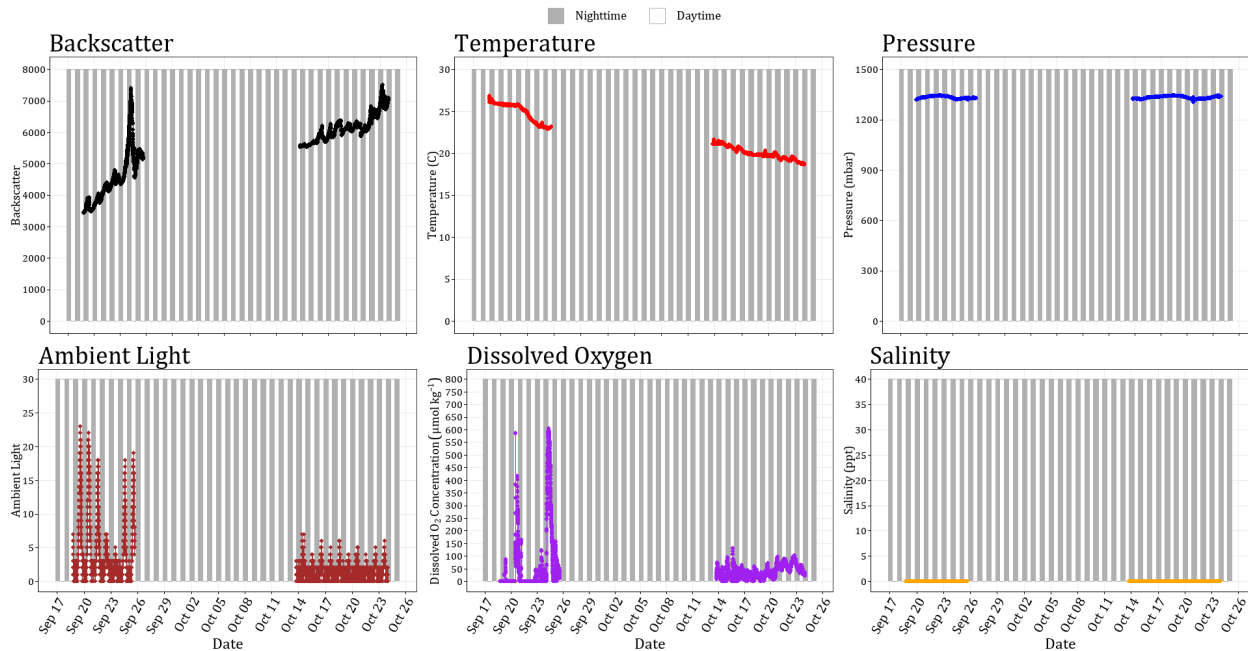 Nighttime Daytime
Backscatter
Temperature
Pressure
8000
7000
6000
5000
4000
3000
2000
1000
0
Backscatter
30
25
20
15
10
5
0
Temperature (C)
1500
1200
900
600
300
0
Pressure (mbar)
Ambient Light
Dissolved Oxygen
Salinity
30
25
20
15
10
5
0
Ambient Light
Sep 17 Sep 20 Sep 23 Sep 26 Sep 29 Oct 02 Oct 05 Oct 08 Oct 11 Oct 14 Oct 17 Oct 20 Oct 23 Oct 26
Date
800
750
700
650
600
550
500
450
400
350
300
250
200
150
100
50
0
Dissolved O₂ Concentration (μmol kg⁻¹)
Sep 17 Sep 20 Sep 23 Sep 26 Sep 29 Oct 02 Oct 05 Oct 08 Oct 11 Oct 14 Oct 17 Oct 20 Oct 23 Oct 26
Date
40
35
30
25
20
15
10
5
0
Salinity (ppt)
Sep 17 Sep 20 Sep 23 Sep 26 Sep 29 Oct 02 Oct 05 Oct 08 Oct 11 Oct 14 Oct 17 Oct 20 Oct 23 Oct 26
Date